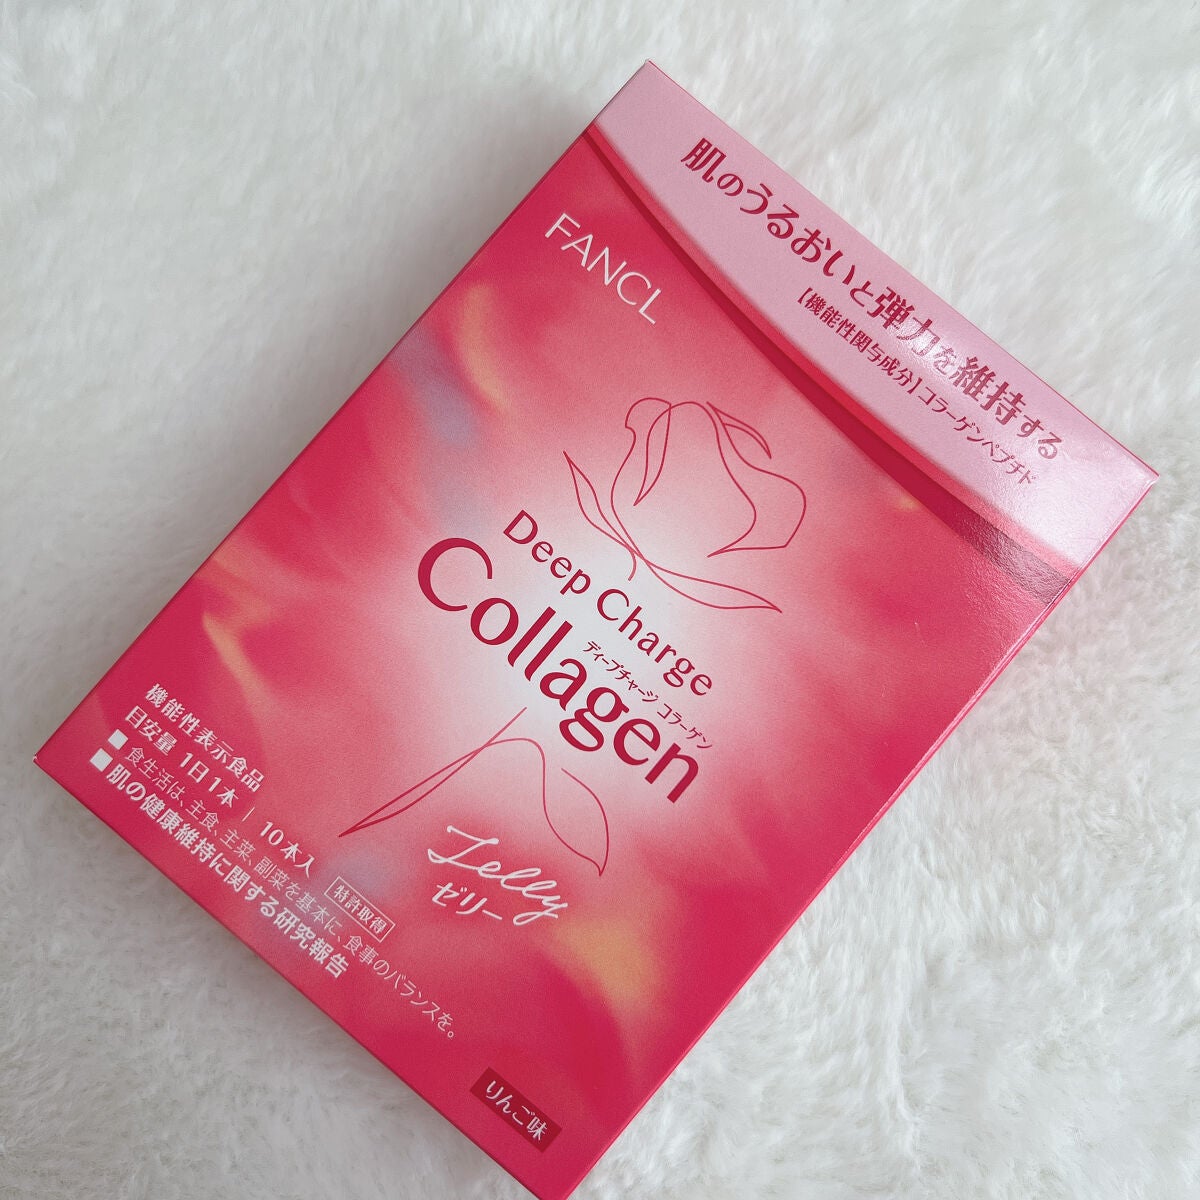 肌のうるおいと弾力を維持する
【機能性関与成分】コラーゲンペプチド
FANCL
Deep Charge
Collagen
ディープチャージ コラーゲン
Jelly
ゼリー
機能性表示食品
目安量 1日1本 | 10本入 特許取得
■食生活は、主食、主菜、副菜を基本に、食事のバランスを。
■肌の健康維持に関する研究報告
りんご味